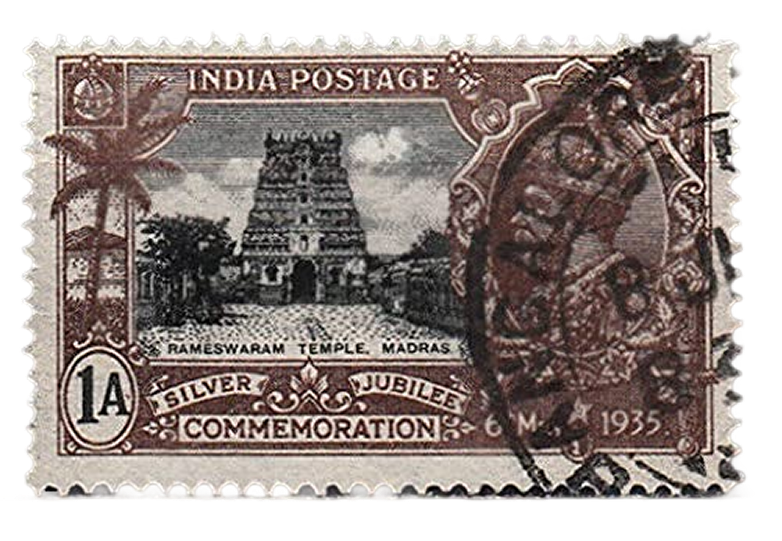 INDIA POSTAGE
RAMESWARAM TEMPLE, MADRAS
1A
SILVER JUBILEE
COMMEMORATION
1935